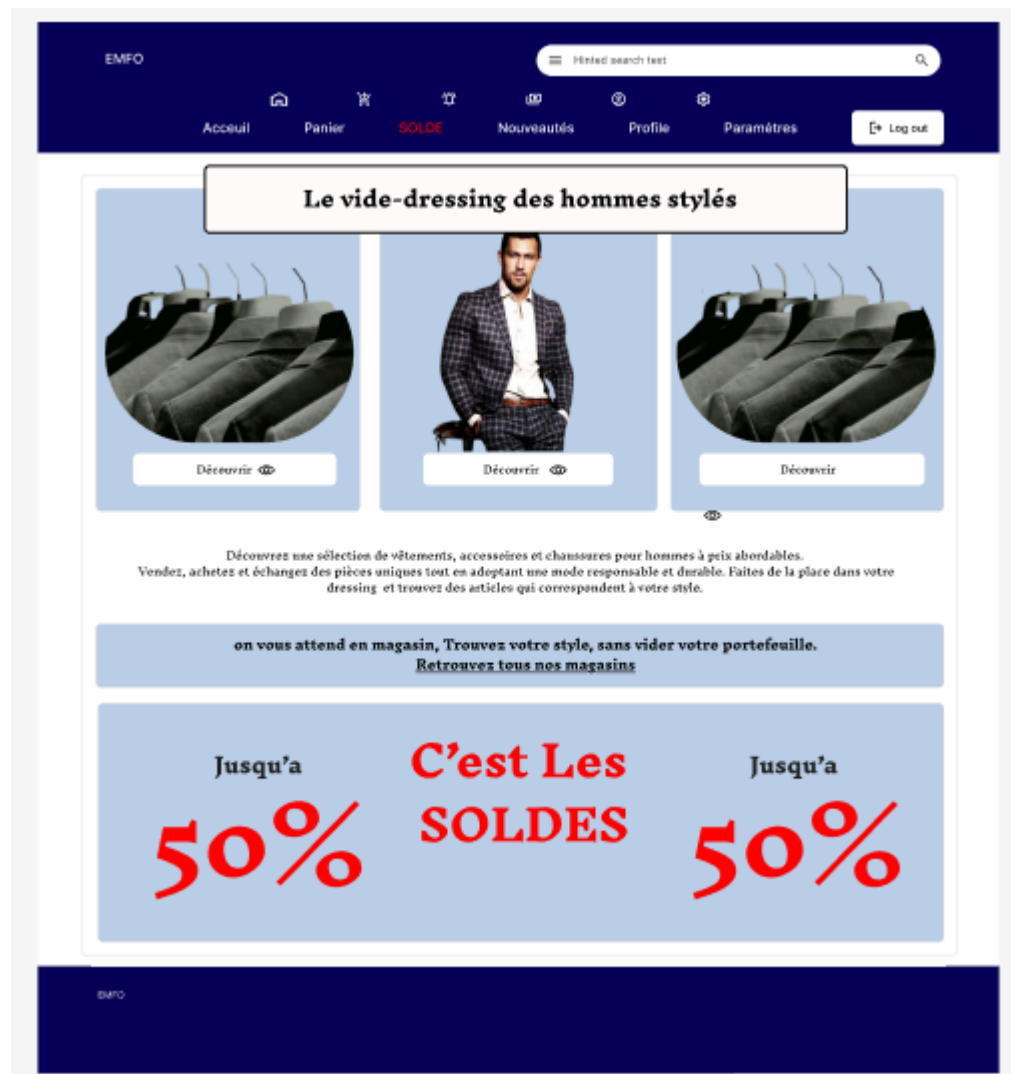 EMFO
Hinted search text
Acceuil Panier SOLDE Nouveautés Profile Paramétres Log out
Le vide-dressing des hommes stylés
Découvrir Découvrir Découvrir
Découvrez une sélection de vêtements, accessoires et chaussures pour hommes à prix abordables.
Vendez, achetez et échangez des pièces uniques tout en adoptant une mode responsable et durable. Faites de la place dans votre
dressing et trouvez des articles qui correspondent à votre style.
on vous attend en magasin, Trouvez votre style, sans vider votre portefeuille.
Retrouvez tous nos magasins
Jusqu'a
50%
C'est Les
SOLDES
Jusqu'a
50%
EMFO